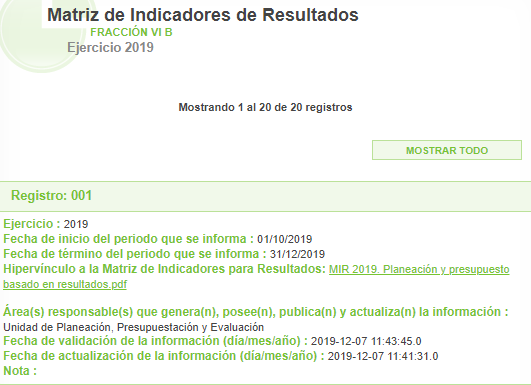 Matriz de Indicadores de Resultados
FRACCIÓN VI B
Ejercicio 2019
Mostrando 1 al 20 de 20 registros
MOSTRAR TODO
Registro: 001
Ejercicio : 2019
Fecha de inicio del periodo que se informa : 01/10/2019
Fecha de término del periodo que se informa : 31/12/2019
Hipervínculo a la Matriz de Indicadores para Resultados: MIR 2019. Planeación y presupuesto
basado en resultados.pdf
Área(s) responsable(s) que genera(n), posee(n), publica(n) y actualiza(n) la información :
Unidad de Planeación, Presupuestación y Evaluación
Fecha de validación de la información (día/mes/año) : 2019-12-07 11:43:45.0
Fecha de actualización de la información (día/mes/año) : 2019-12-07 11:41:31.0
Nota :